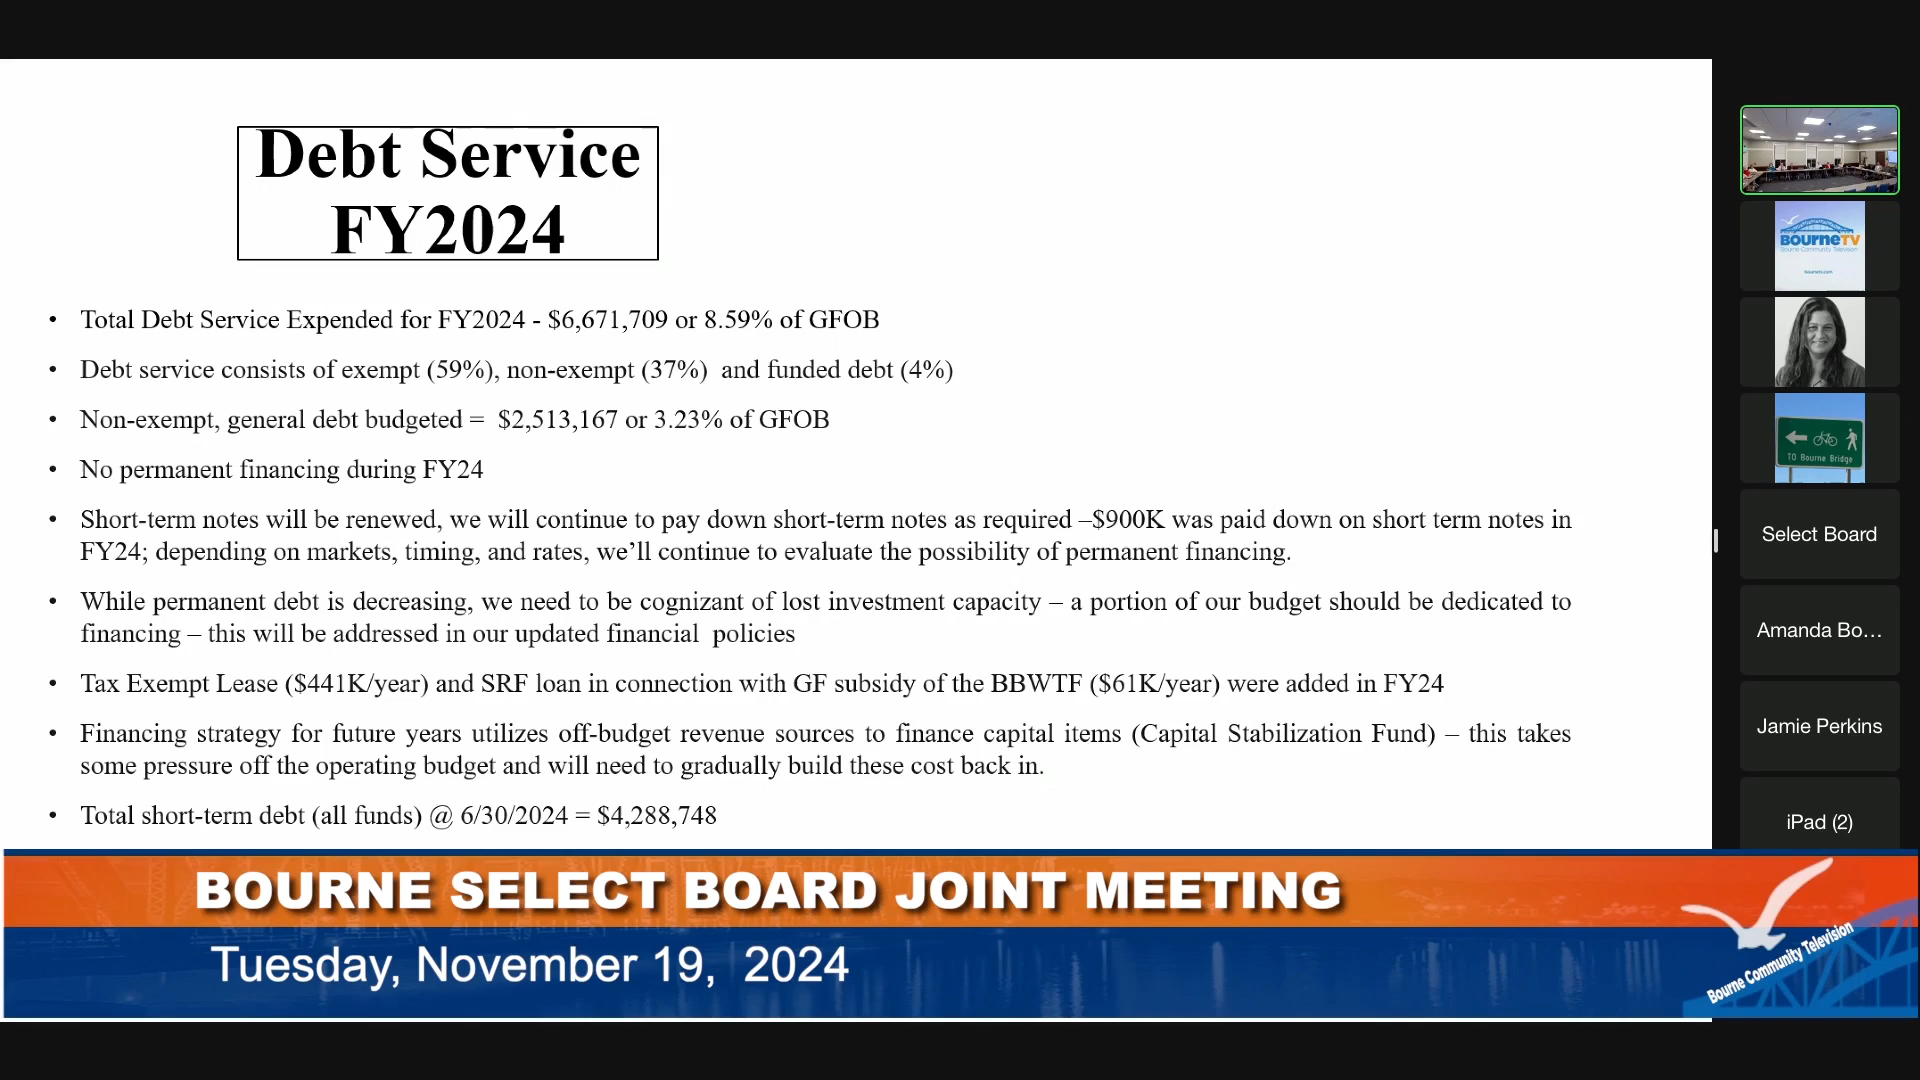 Debt Service
FY2024
• Total Debt Service Expended for FY2024 - $6,671,709 or 8.59% of GFOB
• Debt service consists of exempt (59%), non-exempt (37%)  and funded debt (4%)
• Non-exempt, general debt budgeted =  $2,513,167 or 3.23% of GFOB
• No permanent financing during FY24
• Short-term notes will be renewed, we will continue to pay down short-term notes as required –$900K was paid down on short term notes in
FY24; depending on markets, timing, and rates, we’ll continue to evaluate the possibility of permanent financing.
• While permanent debt is decreasing, we need to be cognizant of lost investment capacity – a portion of our budget should be dedicated to
financing – this will be addressed in our updated financial  policies
• Tax Exempt Lease ($441K/year) and SRF loan in connection with GF subsidy of the BBWTF ($61K/year) were added in FY24
• Financing strategy for future years utilizes off-budget revenue sources to finance capital items (Capital Stabilization Fund) – this takes
some pressure off the operating budget and will need to gradually build these cost back in.
• Total short-term debt (all funds) @ 6/30/2024 = $4,288,748
BOURNE TV
Bourne Community Television
TO Bourne Bridge
Select Board
Amanda Bo...
Jamie Perkins
iPad (2)
BOURNE SELECT BOARD JOINT MEETING
Tuesday, November 19,  2024
Bourne Community Television